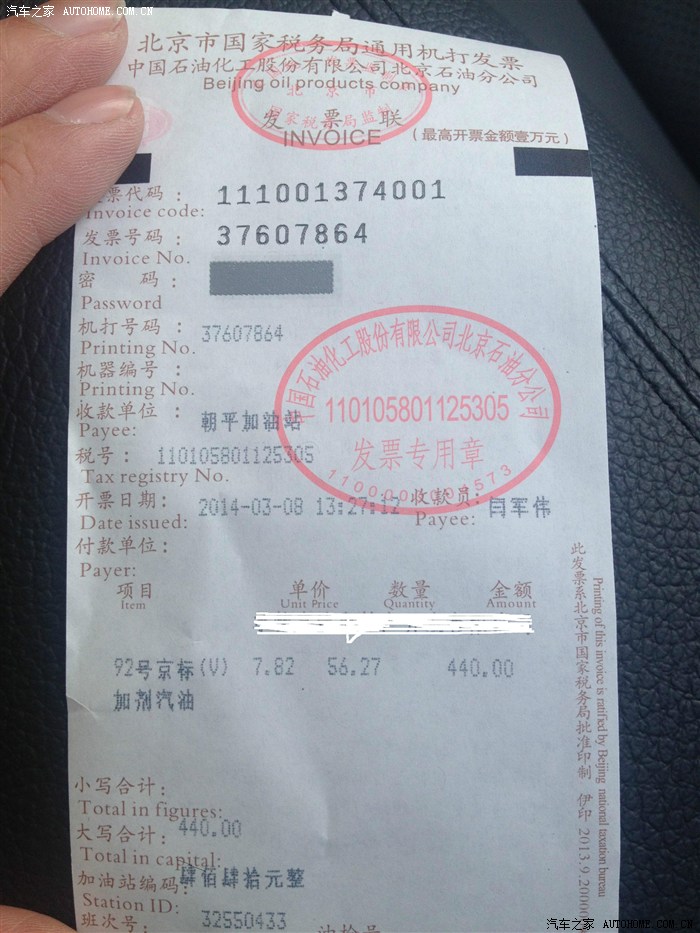 汽车之家 AUTOHOME.COM.CN
北京市国家税务局通用机打发票
中国石油化工股份有限公司北京石油分公司
Beijing oil products company
发票联
INVOICE
(最高开票金额壹万元)
票代码: 111001374001
Invoice code:
发票号码: 37607864
Invoice No.
密 码:
Password
机打号码: 37607864
Printing No.
机器编号:
Printing No.
收款单位: 朝平加油站
Payee:
税号: 110105801125305
Tax registry No.
开票日期: 2014-03-08 13:27:12 收款员: 闫军伟
Date issued: Payee:
付款单位:
Payer:
中国石油化工股份有限公司北京石油分公司
110105801125305
发票专用章
项目 单价 数量 金额
Item Unit Price Quantity Amount
92号京标(V) 7.82 56.27 440.00
加剂汽油
小写合计:
Total in figures: 440.00
大写合计:
Total in capital: 肆佰肆拾元整
加油站编码:
Station ID: 32550433
班次号:
此发票系北京市国家税务局批准印制 伊印 2013.9.
Printing of this invoice is ratified by Beijing national taxation bureau
汽车之家 AUTOHOME.COM.CN